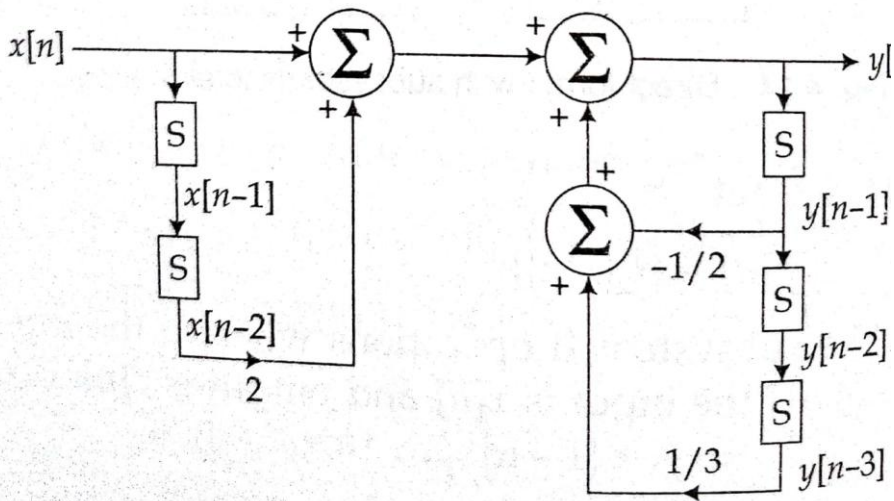 x[n] + Σ + Σ y[
+ +
S S
+
x[n–1] Σ y[n–1]
–1/2
S + S
x[n–2] y[n–2]
2 S
1/3 y[n–3]